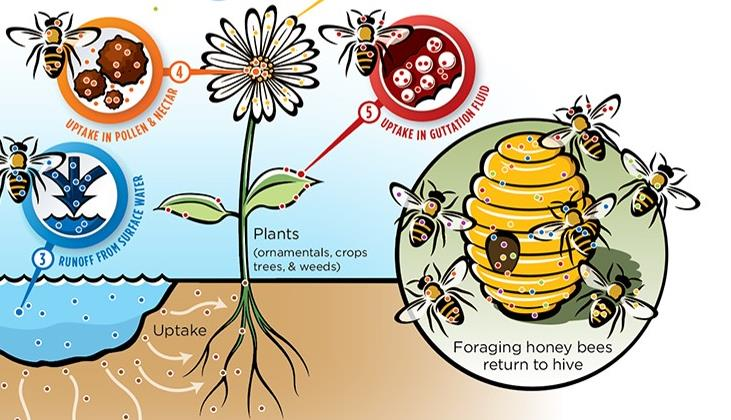 4
UPTAKE IN POLLEN & NECTAR
5
UPTAKE IN GUTTATION FLUID
3
RUNOFF FROM SURFACE WATER
Plants
(ornamentals, crops
trees, & weeds)
Uptake
Foraging honey bees
return to hive